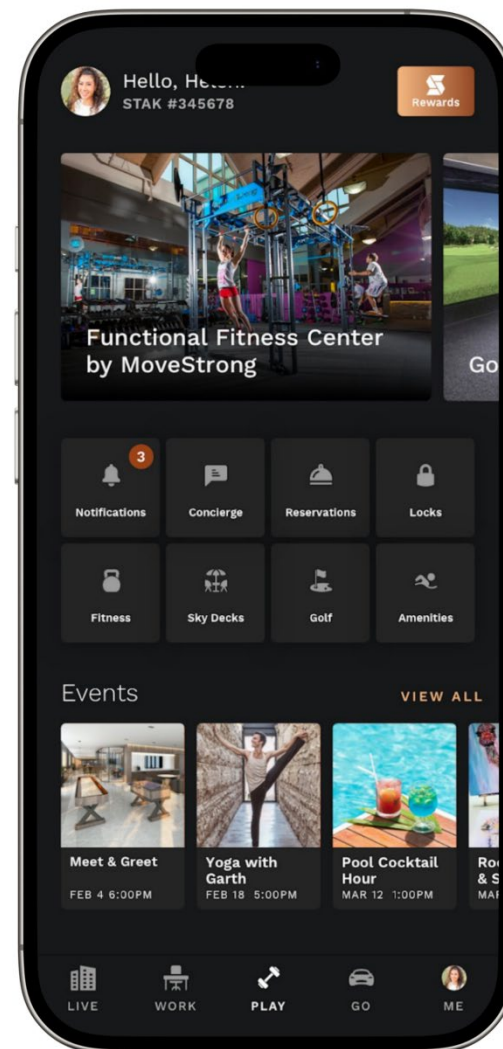 Hello,
STAK #345678
Rewards
Functional Fitness Center
by MoveStrong
Go
3
Notifications
Concierge
Reservations
Locks
Fitness
Sky Decks
Golf
Amenities
Events
VIEW ALL
Meet & Greet
FEB 4 6:00PM
Yoga with
Garth
FEB 18 5:00PM
Pool Cocktail
Hour
MAR 12 1:00PM
& S
LIVE
WORK
PLAY
GO
ME